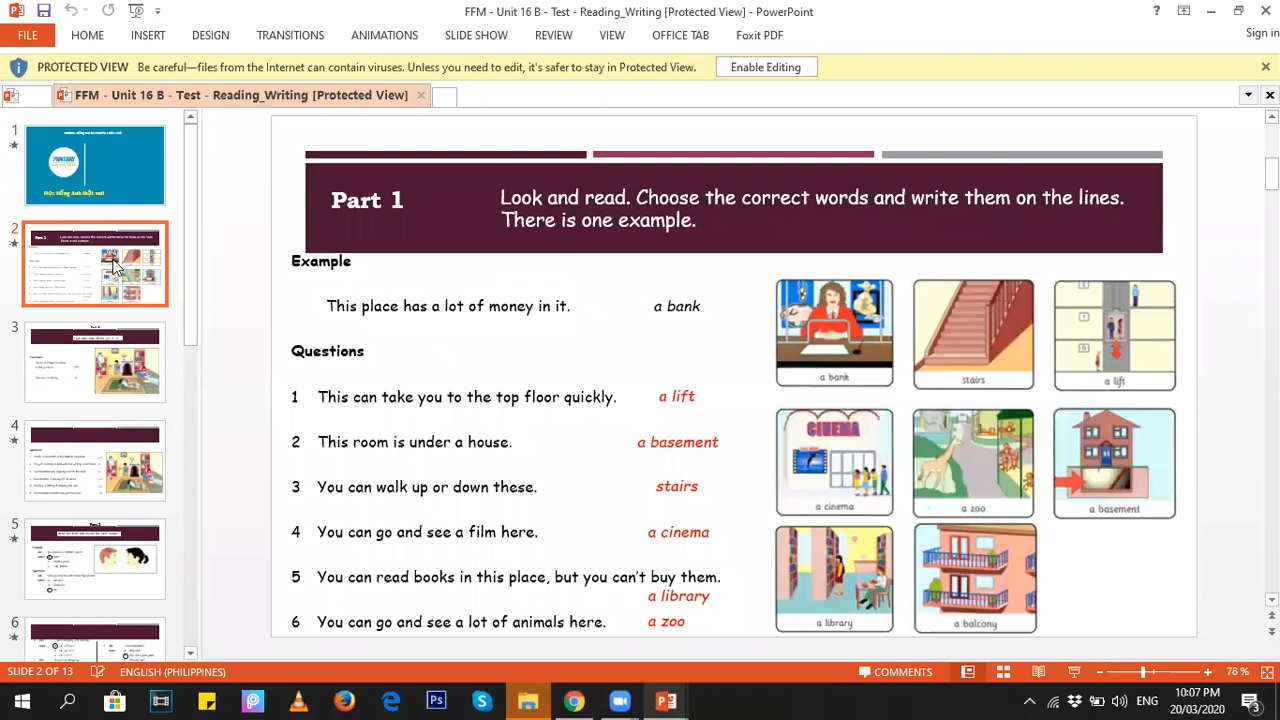 FFM - Unit 16 B - Test - Reading_Writing [Protected View] - PowerPoint
FILE HOME INSERT DESIGN TRANSITIONS ANIMATIONS SLIDE SHOW REVIEW VIEW OFFICE TAB Foxit PDF Sign in
PROTECTED VIEW Be careful—files from the Internet can contain viruses. Unless you need to edit, it's safer to stay in Protected View. Enable Editing
FFM - Unit 16 B - Test - Reading_Writing [Protected View]
1
2
3
4
5
6
Part 1
Look and read. Choose the correct words and write them on the lines.
There is one example.
Example
This place has a lot of money in it. a bank
Questions
1 This can take you to the top floor quickly. a lift
2 This room is under a house. a basement
3 You can walk up or down these. stairs
4 You can go and see a film here. a cinema
5 You can read books in this place, but you can't buy them.
a library
6 You can go and see a lot of animals here. a zoo
a bank
stairs
a lift
CINEMA
a cinema
a zoo
a basement
a library
a balcony
SLIDE 2 OF 13 ENGLISH (PHILIPPINES) COMMENTS 78 %
ENG 10:07 PM
20/03/2020